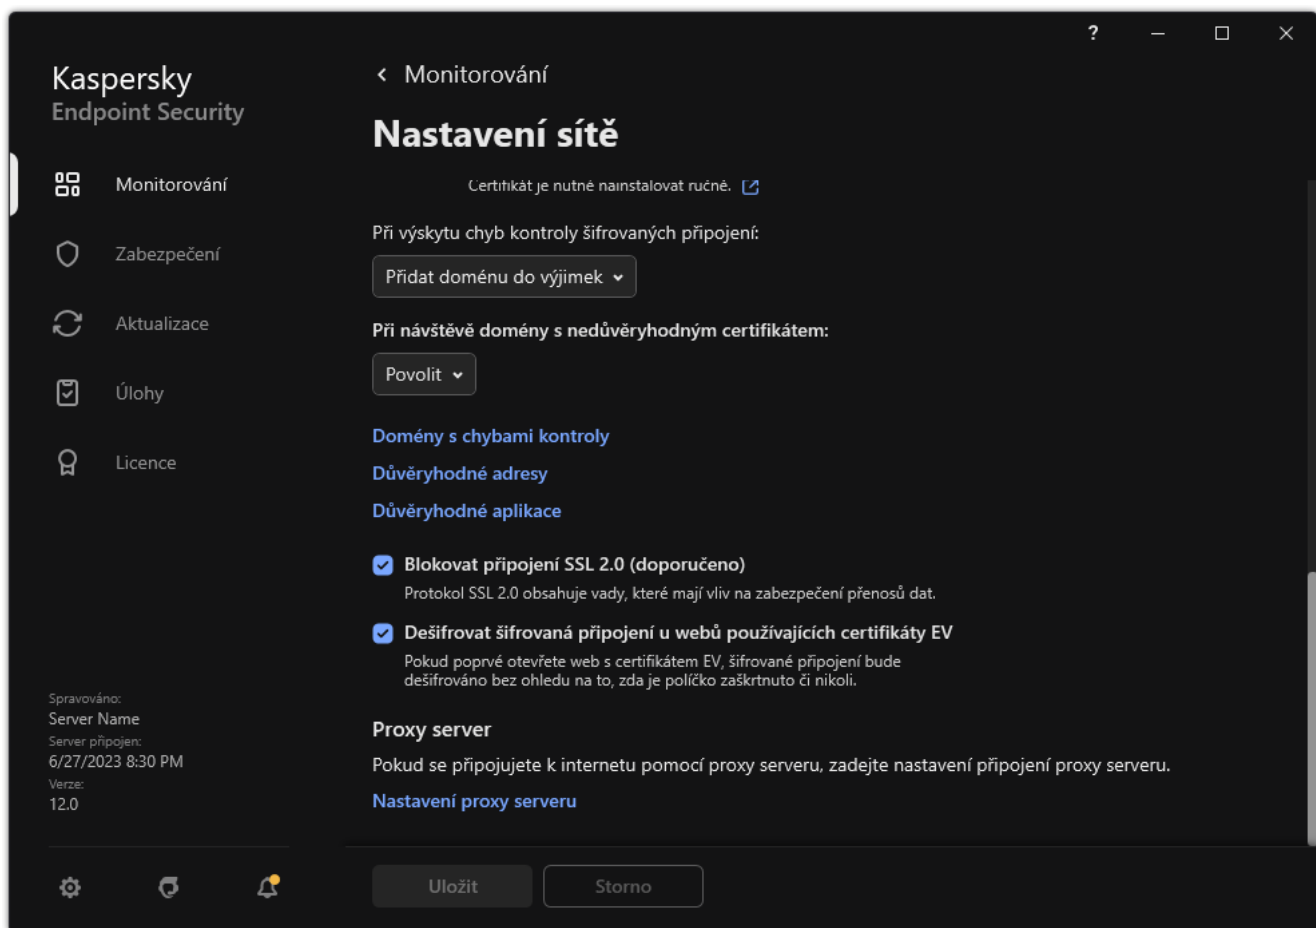 ?
Kaspersky
Endpoint Security
Monitorování
Zabezpečení
Aktualizace
Úlohy
Licence
Spravováno:
Server Name
Server připojen:
6/27/2023 8:30 PM
Verze:
12.0
Monitorování
Nastavení sítě
Certifikát je nutné nainstalovat ručně.
Při výskytu chyb kontroly šifrovaných připojení:
Přidat doménu do výjimek
Při návštěvě domény s nedůvěryhodným certifikátem:
Povolit
Domény s chybami kontroly
Důvěryhodné adresy
Důvěryhodné aplikace
Blokovat připojení SSL 2.0 (doporučeno)
Protokol SSL 2.0 obsahuje vady, které mají vliv na zabezpečení přenosů dat.
Dešifrovat šifrovaná připojení u webů používajících certifikáty EV
Pokud poprvé otevřete web s certifikátem EV, šifrované připojení bude
dešifrováno bez ohledu na to, zda je políčko zaškrtnuto či nikoli.
Proxy server
Pokud se připojujete k internetu pomocí proxy serveru, zadejte nastavení připojení proxy serveru.
Nastavení proxy serveru
Uložit
Storno